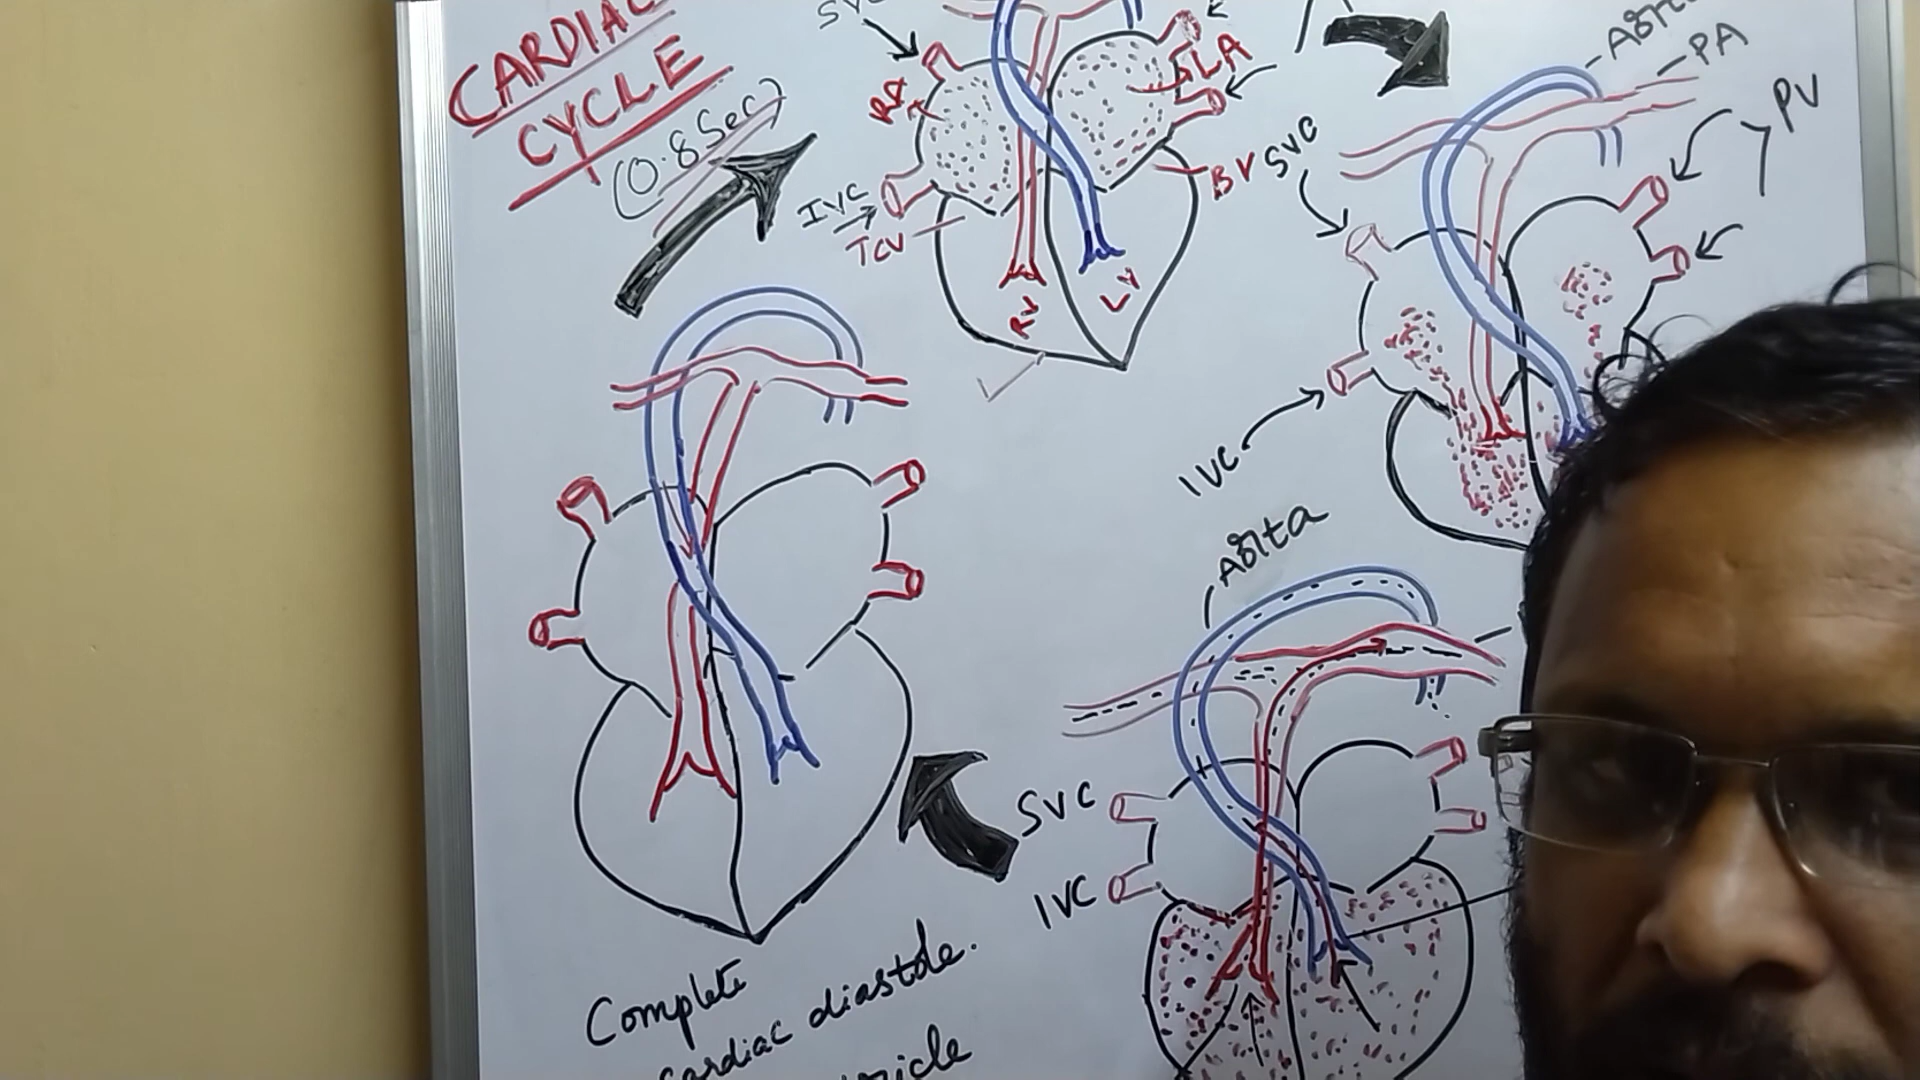 CARDIAC
CYCLE
(0.8 Sec)
SVC
RA
LA
IVC
TCV
BV
RV
LV
Aorta
PA
PV
SVC
IVC
Aorta
SVC
IVC
Complete
cardiac diastole.